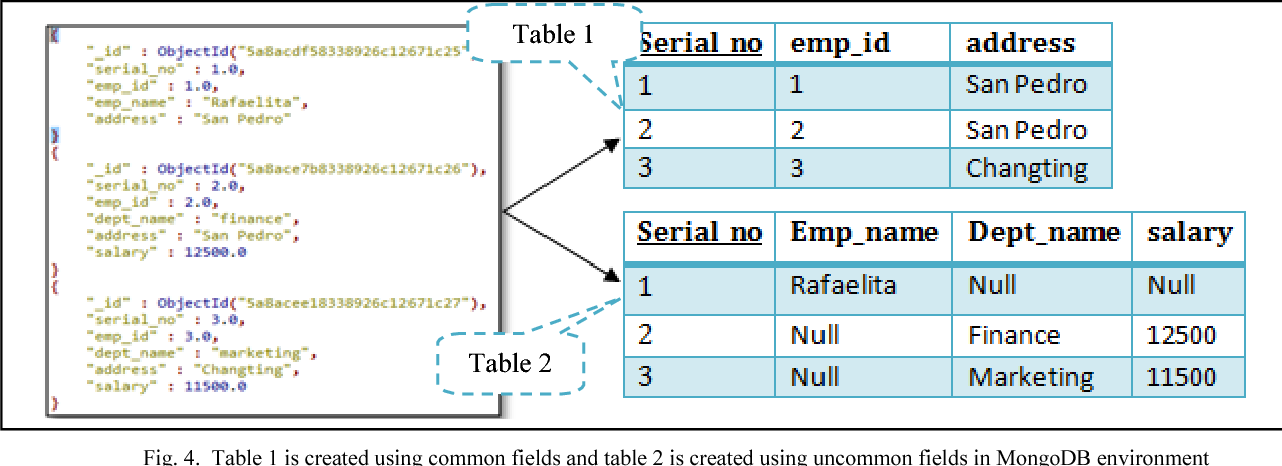 {
"_id" : ObjectId("5a8acdf58338926c12671c25"
"serial_no" : 1.0,
"emp_id" : 1.0,
"emp_name" : "Rafaelita",
"address" : "San Pedro"
}
{
"_id" : ObjectId("5a8ace7b8338926c12671c26"),
"serial_no" : 2.0,
"emp_id" : 2.0,
"dept_name" : "finance",
"address" : "San Pedro",
"salary" : 12500.0
}
{
"_id" : ObjectId("5a8acee18338926c12671c27"),
"serial_no" : 3.0,
"emp_id" : 3.0,
"dept_name" : "marketing",
"address" : "Changting",
"salary" : 11500.0
}
Table 1
Serial no emp_id address
1 1 San Pedro
2 2 San Pedro
3 3 Changting
Table 2
Serial no Emp_name Dept_name salary
1 Rafaelita Null Null
2 Null Finance 12500
3 Null Marketing 11500
Fig. 4. Table 1 is created using common fields and table 2 is created using uncommon fields in MongoDB environment